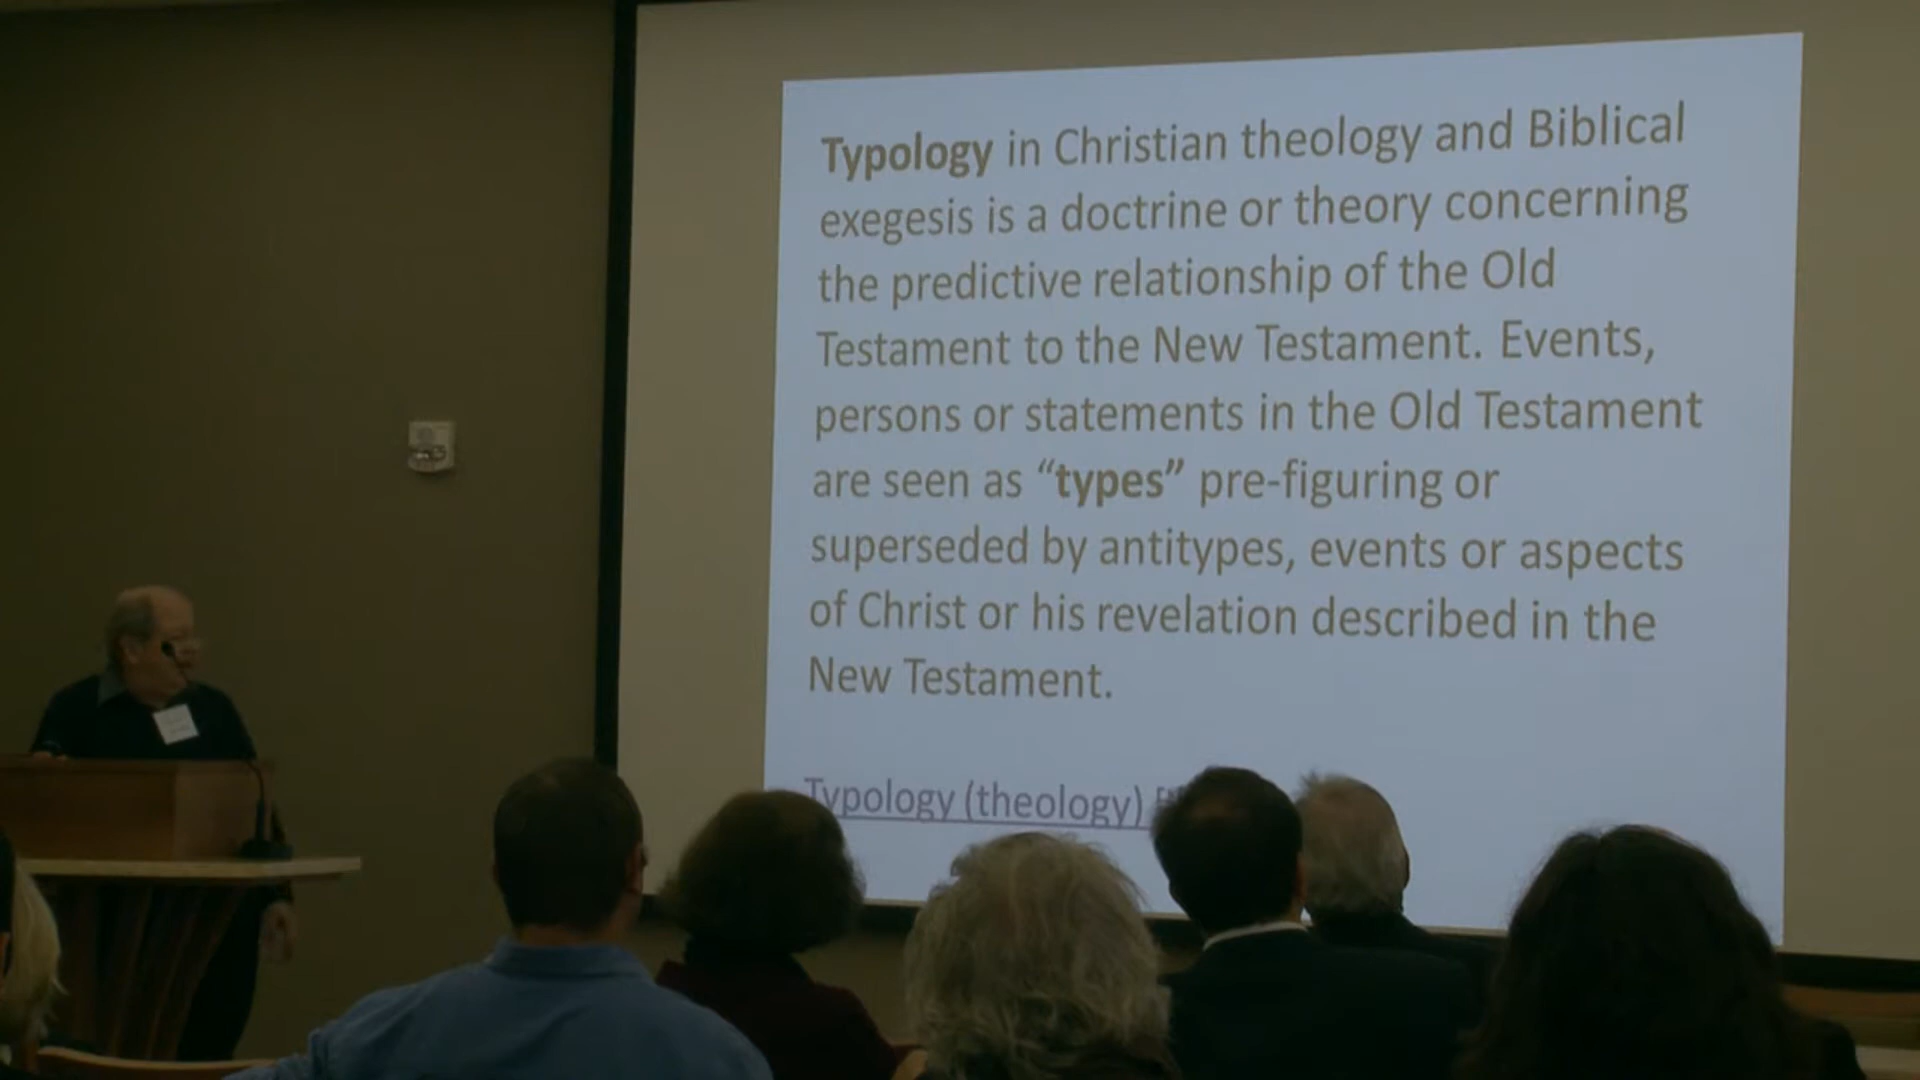 Typology in Christian theology and Biblical
exegesis is a doctrine or theory concerning
the predictive relationship of the Old
Testament to the New Testament. Events,
persons or statements in the Old Testament
are seen as “types” pre-figuring or
superseded by antitypes, events or aspects
of Christ or his revelation described in the
New Testament.
Typology (theology)